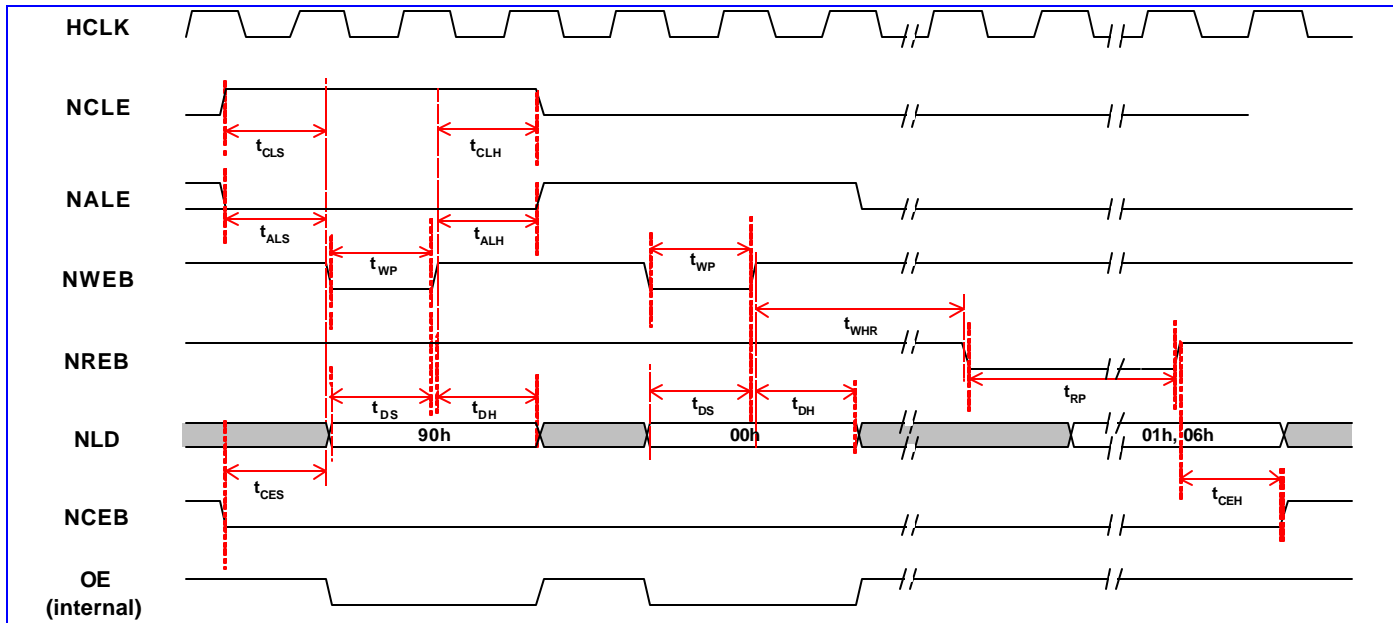 HCLK
NCLE
tCLS
tCLH
NALE
tALS
tALH
NWEB
tWP
tWP
tWHR
NREB
tRP
tDS
tDH
tDS
tDH
NLD
90h
00h
01h, 06h
tCES
tCEH
NCEB
OE
(internal)